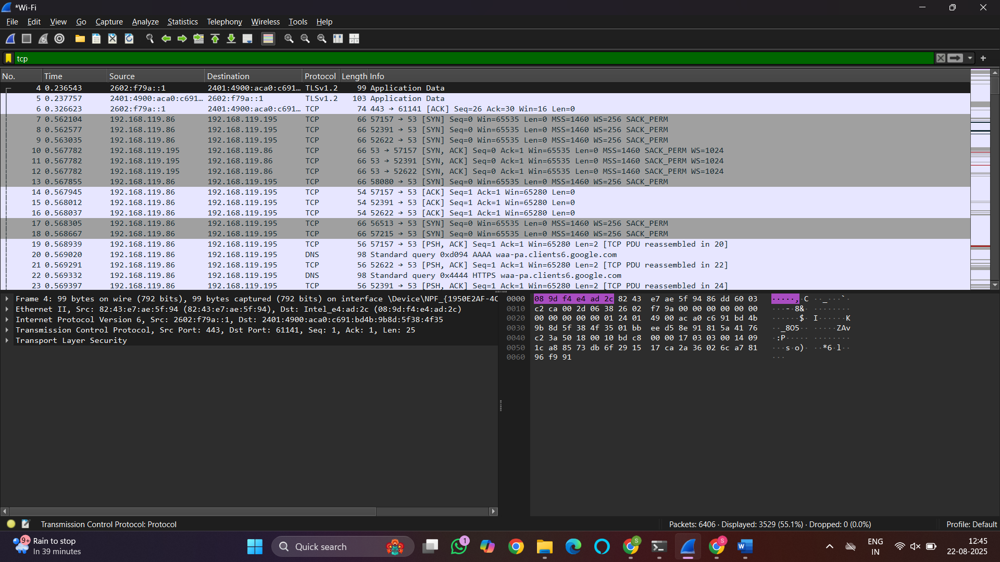 *Wi-Fi
File Edit View Go Capture Analyze Statistics Telephony Wireless Tools Help
tcp
No. Time Source Destination Protocol Length Info
4 0.236543 2602:f79a::1 2401:4900:aca0:c691… TLSv1.2 99 Application Data
5 0.237757 2401:4900:aca0:c691… 2602:f79a::1 TLSv1.2 103 Application Data
6 0.326623 2602:f79a::1 2401:4900:aca0:c691… TCP 74 443 → 61141 [ACK] Seq=26 Ack=30 Win=16 Len=0
7 0.562104 192.168.119.86 192.168.119.195 TCP 66 57157 → 53 [SYN] Seq=0 Win=65535 Len=0 MSS=1460 WS=256 SACK_PERM
8 0.562577 192.168.119.86 192.168.119.195 TCP 66 52391 → 53 [SYN] Seq=0 Win=65535 Len=0 MSS=1460 WS=256 SACK_PERM
9 0.563035 192.168.119.86 192.168.119.195 TCP 66 52622 → 53 [SYN] Seq=0 Win=65535 Len=0 MSS=1460 WS=256 SACK_PERM
10 0.567782 192.168.119.195 192.168.119.86 TCP 66 53 → 57157 [SYN, ACK] Seq=0 Ack=1 Win=65535 Len=0 MSS=1460 SACK_PERM WS=1024
11 0.567782 192.168.119.195 192.168.119.86 TCP 66 53 → 52391 [SYN, ACK] Seq=0 Ack=1 Win=65535 Len=0 MSS=1460 SACK_PERM WS=1024
12 0.567782 192.168.119.195 192.168.119.86 TCP 66 53 → 52622 [SYN, ACK] Seq=0 Ack=1 Win=65535 Len=0 MSS=1460 SACK_PERM WS=1024
13 0.567855 192.168.119.86 192.168.119.195 TCP 66 58080 → 53 [SYN] Seq=0 Win=65535 Len=0 MSS=1460 WS=256 SACK_PERM
14 0.567945 192.168.119.86 192.168.119.195 TCP 54 57157 → 53 [ACK] Seq=1 Ack=1 Win=65280 Len=0
15 0.568012 192.168.119.86 192.168.119.195 TCP 54 52391 → 53 [ACK] Seq=1 Ack=1 Win=65280 Len=0
16 0.568037 192.168.119.86 192.168.119.195 TCP 54 52622 → 53 [ACK] Seq=1 Ack=1 Win=65280 Len=0
17 0.568305 192.168.119.86 192.168.119.195 TCP 66 56513 → 53 [SYN] Seq=0 Win=65535 Len=0 MSS=1460 WS=256 SACK_PERM
18 0.568667 192.168.119.86 192.168.119.195 TCP 66 57215 → 53 [SYN] Seq=0 Win=65535 Len=0 MSS=1460 WS=256 SACK_PERM
19 0.568939 192.168.119.86 192.168.119.195 TCP 56 57157 → 53 [PSH, ACK] Seq=1 Ack=1 Win=65280 Len=2 [TCP PDU reassembled in 20]
20 0.569020 192.168.119.86 192.168.119.195 DNS 98 Standard query 0xd094 AAAA waa-pa.clients6.google.com
21 0.569291 192.168.119.86 192.168.119.195 TCP 56 52622 → 53 [PSH, ACK] Seq=1 Ack=1 Win=65280 Len=2 [TCP PDU reassembled in 22]
22 0.569332 192.168.119.86 192.168.119.195 DNS 98 Standard query 0x4444 HTTPS waa-pa.clients6.google.com
23 0.569397 192.168.119.86 192.168.119.195 TCP 56 52391 → 53 [PSH, ACK] Seq=1 Ack=1 Win=65280 Len=2 [TCP PDU reassembled in 24]
Frame 4: 99 bytes on wire (792 bits), 99 bytes captured (792 bits) on interface \Device\NPF_{1950E2AF-4C
Ethernet II, Src: 82:43:e7:ae:5f:94 (82:43:e7:ae:5f:94), Dst: Intel_e4:ad:2c (08:9d:f4:e4:ad:2c)
Internet Protocol Version 6, Src: 2602:f79a::1, Dst: 2401:4900:aca0:c691:bd4b:9b8d:5f38:4f35
Transmission Control Protocol, Src Port: 443, Dst Port: 61141, Seq: 1, Ack: 1, Len: 25
Transport Layer Security
0000 08 9d f4 e4 ad 2c 82 43 e7 ae 5f 94 86 dd 60 03 ·····,·C ··_···`·
0010 c2 ca 00 2d 06 38 26 02 f7 9a 00 00 00 00 00 00 ···-·8&· ········
0020 00 00 00 00 00 01 24 01 49 00 ac a0 c6 91 bd 4b ······$· I······K
0030 9b 8d 5f 38 4f 35 01 bb ee d5 8e 91 81 5a 41 76 ··_8O5·· ·····ZAv
0040 c2 3a 50 18 00 10 bd c8 00 00 17 03 03 00 14 09 ·:P····· ········
0050 1c a8 85 73 db 6f 29 15 17 ca 2a 36 02 6c a7 81 ···s·o)· ··*6·l··
0060 96 f9 91 ···
Transmission Control Protocol: Protocol
Packets: 6406 · Displayed: 3529 (55.1%) · Dropped: 0 (0.0%)
Profile: Default
9+ Rain to stop
In 39 minutes
Quick search
1
S
S
W
ENG
IN
12:45
22-08-2025